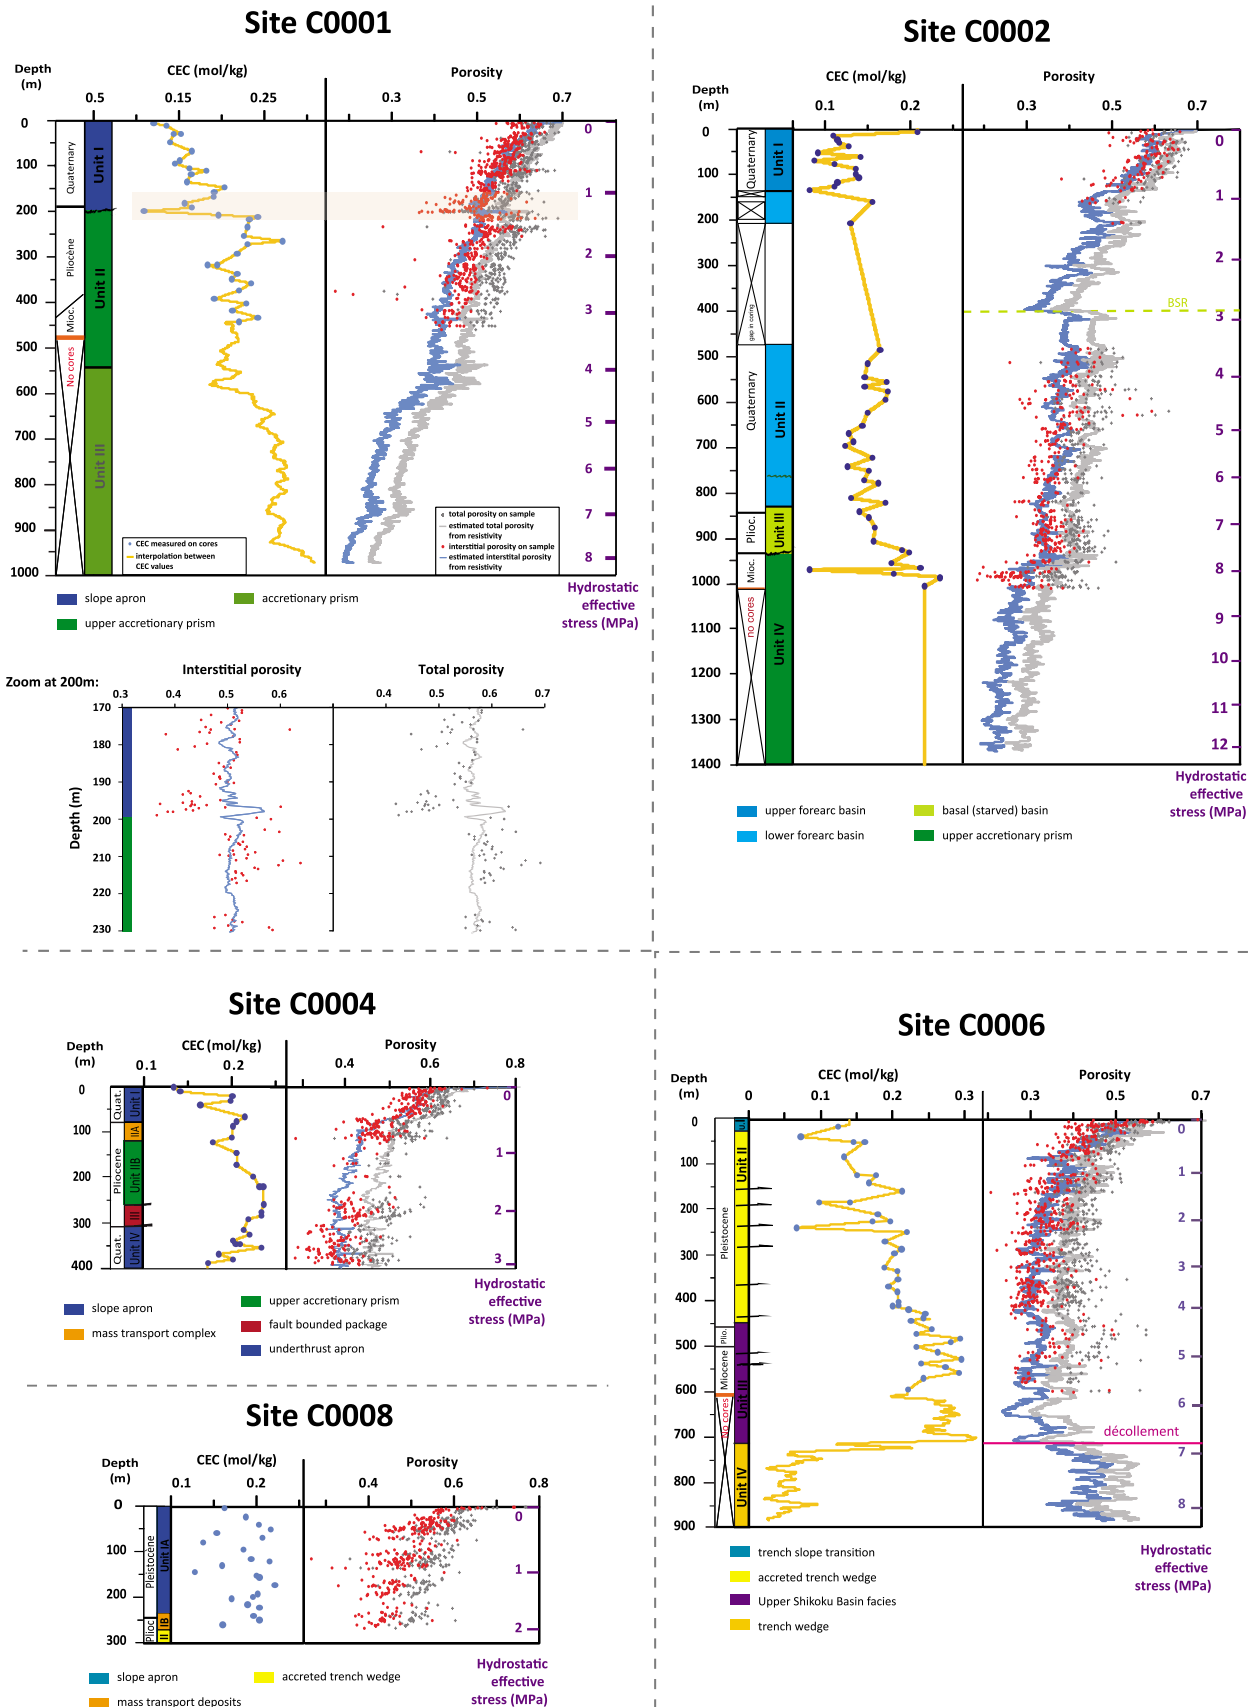 Site C0001
Depth
(m)
CEC (mol/kg)
Porosity
0.5
0.15
0.25
0.3
0.5
0.7
0
100
200
300
400
500
600
700
800
900
1000
Quaternary
Pliocène
Mioc.
No cores
Unit I
Unit II
Unit III
CEC measured on cores
interpolation between
CEC values
total porosity on sample
estimated total porosity
from resistivity
interstitial porosity on sample
estimated interstital porosity
from resistivity
0
1
2
3
4
5
6
7
8
Hydrostatic
effective
stress (MPa)
slope apron
accretionary prism
upper accretionary prism
Zoom at 200m:
Interstitial porosity
Total porosity
0.3
0.4
0.5
0.6
0.4
0.5
0.6
0.7
Depth (m)
170
180
190
200
210
220
230
Site C0002
Depth
(m)
CEC (mol/kg)
Porosity
0.1
0.2
0.3
0.5
0.7
0
100
200
300
400
500
600
700
800
900
1000
1100
1200
1300
1400
Quaternary
gap in coring
Quaternary
Plioc.
Mioc.
no cores
Unit I
Unit II
Unit III
Unit IV
BSR
0
1
2
3
4
5
6
7
8
9
10
11
12
Hydrostatic
effective
stress (MPa)
upper forearc basin
basal (starved) basin
lower forearc basin
upper accretionary prism
Site C0004
Depth
(m)
CEC (mol/kg)
Porosity
0.1
0.2
0.4
0.6
0.8
0
100
200
300
400
Quat.
Pliocene
Quat.
Unit I
IIA
Unit IIB
III
Unit IV
0
1
2
3
Hydrostatic
effective
stress (MPa)
slope apron
upper accretionary prism
mass transport complex
fault bounded package
underthrust apron
Site C0006
Depth
(m)
CEC (mol/kg)
Porosity
0
0.1
0.2
0.3
0.3
0.4
0.5
0.6
0.7
0
100
200
300
400
500
600
700
800
900
Pleistocene
Plio.
Miocene
No cores
Unit II
Unit III
Unit IV
décollement
0
1
2
3
4
5
6
7
8
Hydrostatic
effective
stress (MPa)
trench slope transition
accreted trench wedge
Upper Shikoku Basin facies
trench wedge
Site C0008
Depth
(m)
CEC (mol/kg)
Porosity
0.1
0.2
0.4
0.6
0.8
0
100
200
300
Pleistocene
Plioc.
Unit IA
IB
II
0
1
2
Hydrostatic
effective
stress (MPa)
slope apron
accreted trench wedge
mass transport deposits